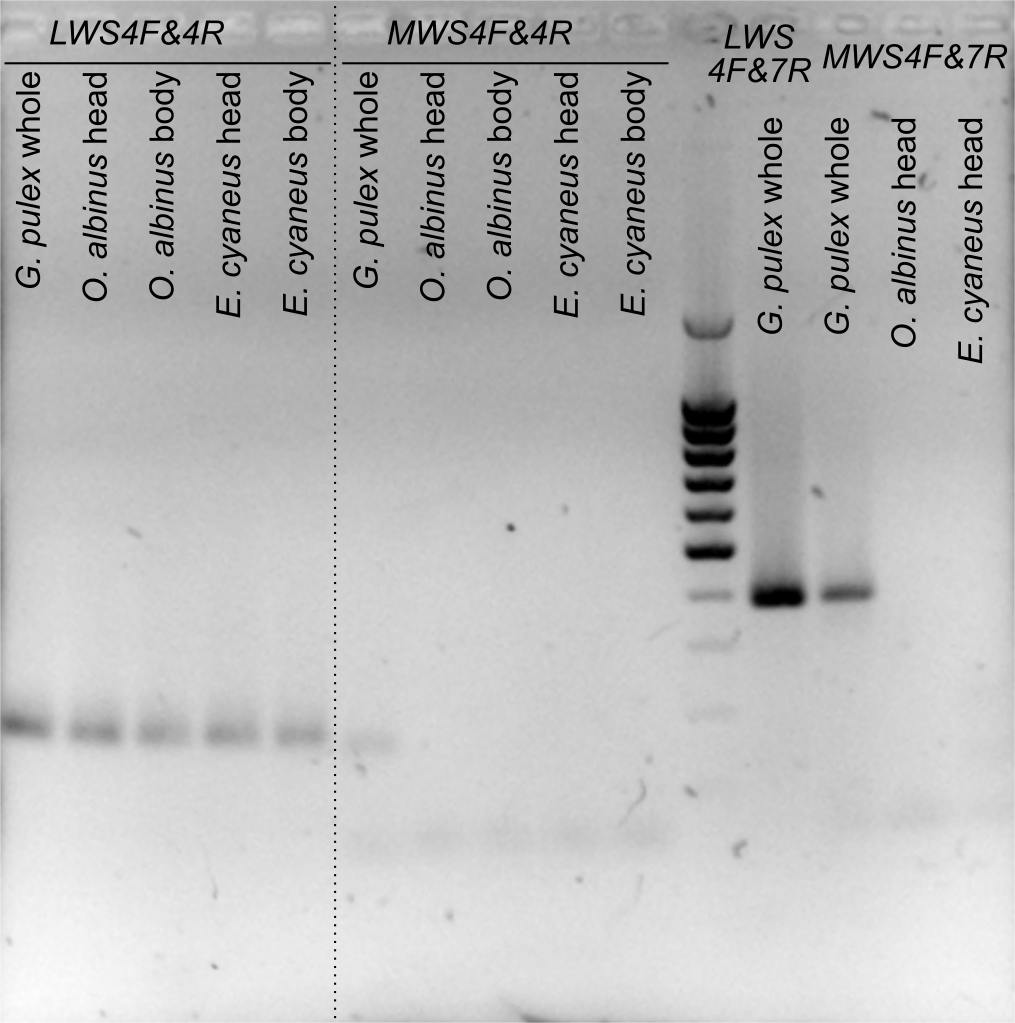 LWS4F&4R
MWS4F&4R
LWS
4F&7R
MWS4F&7R
G. pulex whole
O. albinus head
O. albinus body
E. cyaneus head
E. cyaneus body
G. pulex whole
O. albinus head
O. albinus body
E. cyaneus head
E. cyaneus body
G. pulex whole
G. pulex whole
O. albinus head
E. cyaneus head